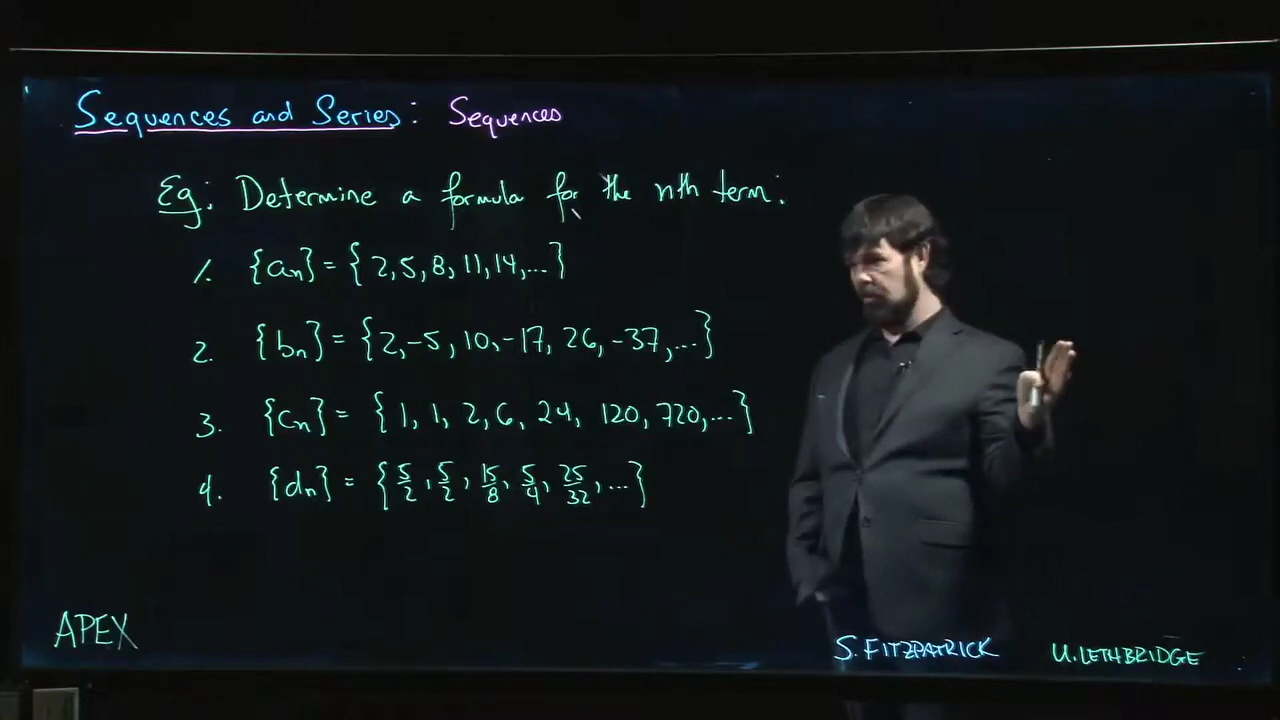 Sequences and Series: Sequences
Eg: Determine a formula for the nth term:
1. {aₙ} = { 2, 5, 8, 11, 14, ... }
2. {bₙ} = { 2, -5, 10, -17, 26, -37, ... }
3. {cₙ} = { 1, 1, 2, 6, 24, 120, 720, ... }
4. {dₙ} = { 5/2, 5/2, 15/8, 5/4, 25/32, ... }
APEX
S. FITZPATRICK
U. LETHBRIDGE